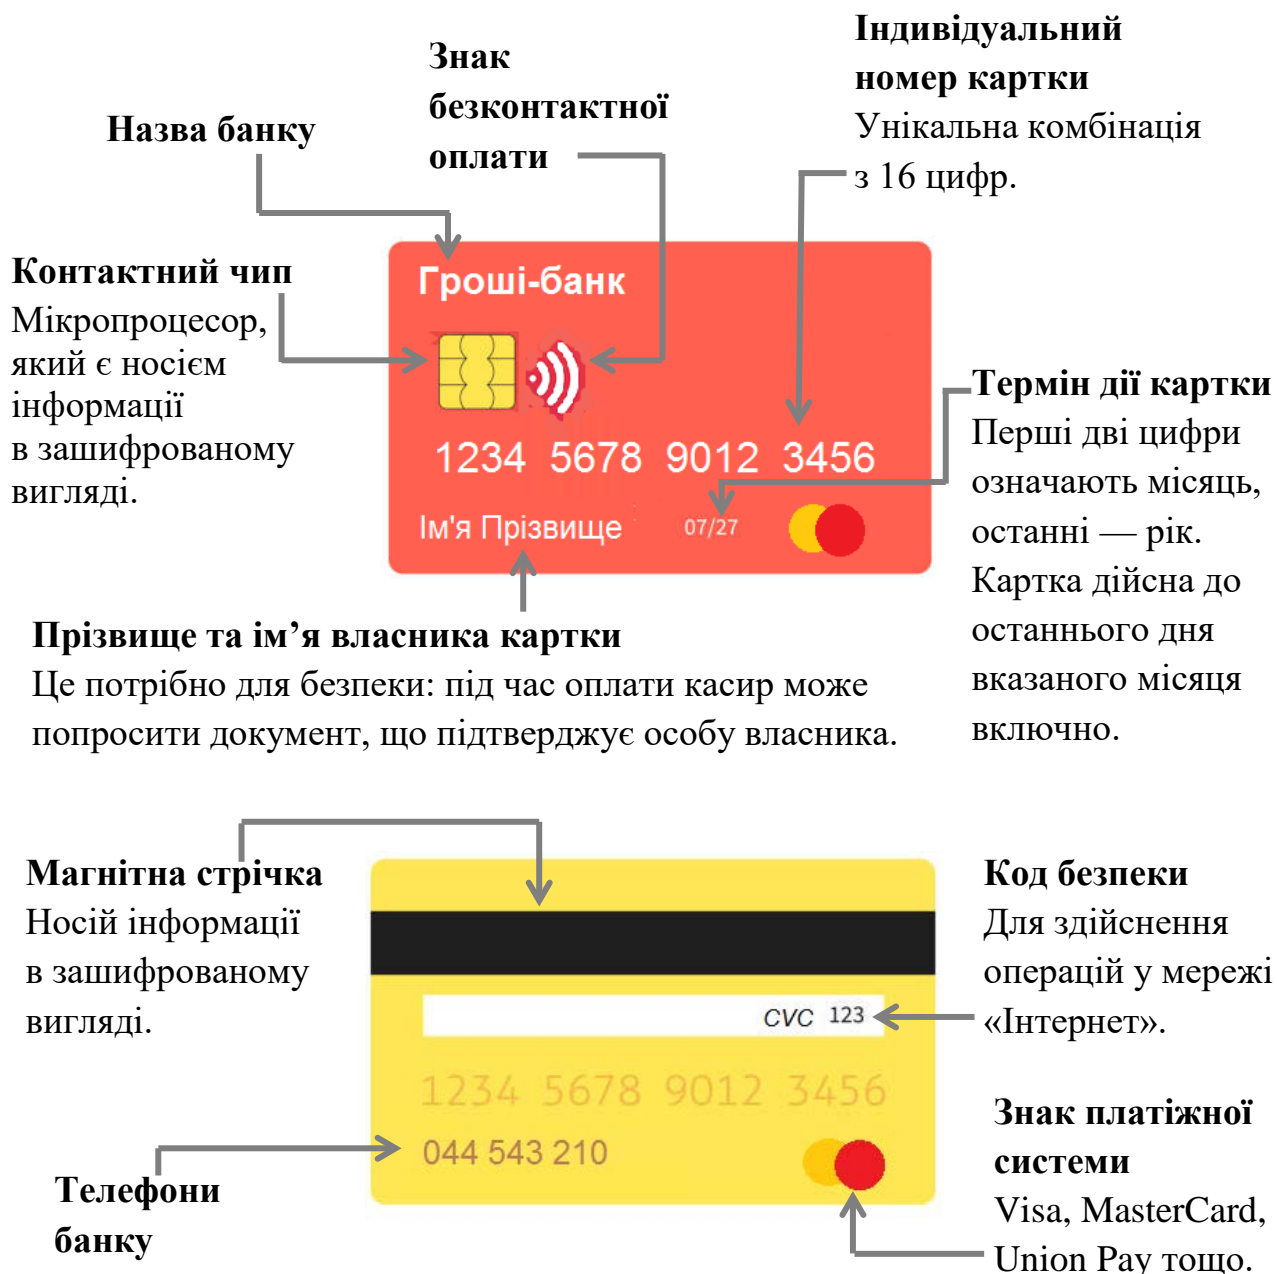 Індивідуальний
номер картки
Унікальна комбінація
з 16 цифр.
Знак
безконтактної
оплати
Назва банку
Контактний чип
Мікропроцесор,
який є носієм
інформації
в зашифрованому
вигляді.
Гроші-банк
1234 5678 9012 3456
Ім'я Прізвище 07/27
Термін дії картки
Перші дві цифри
означають місяць,
останні — рік.
Картка дійсна до
останнього дня
вказаного місяця
включно.
Прізвище та ім’я власника картки
Це потрібно для безпеки: під час оплати касир може
попросити документ, що підтверджує особу власника.
Магнітна стрічка
Носій інформації
в зашифрованому
вигляді.
CVC 123
1234 5678 9012 3456
044 543 210
Код безпеки
Для здійснення
операцій у мережі
«Інтернет».
Телефони
банку
Знак платіжної
системи
Visa, MasterCard,
Union Pay тощо.